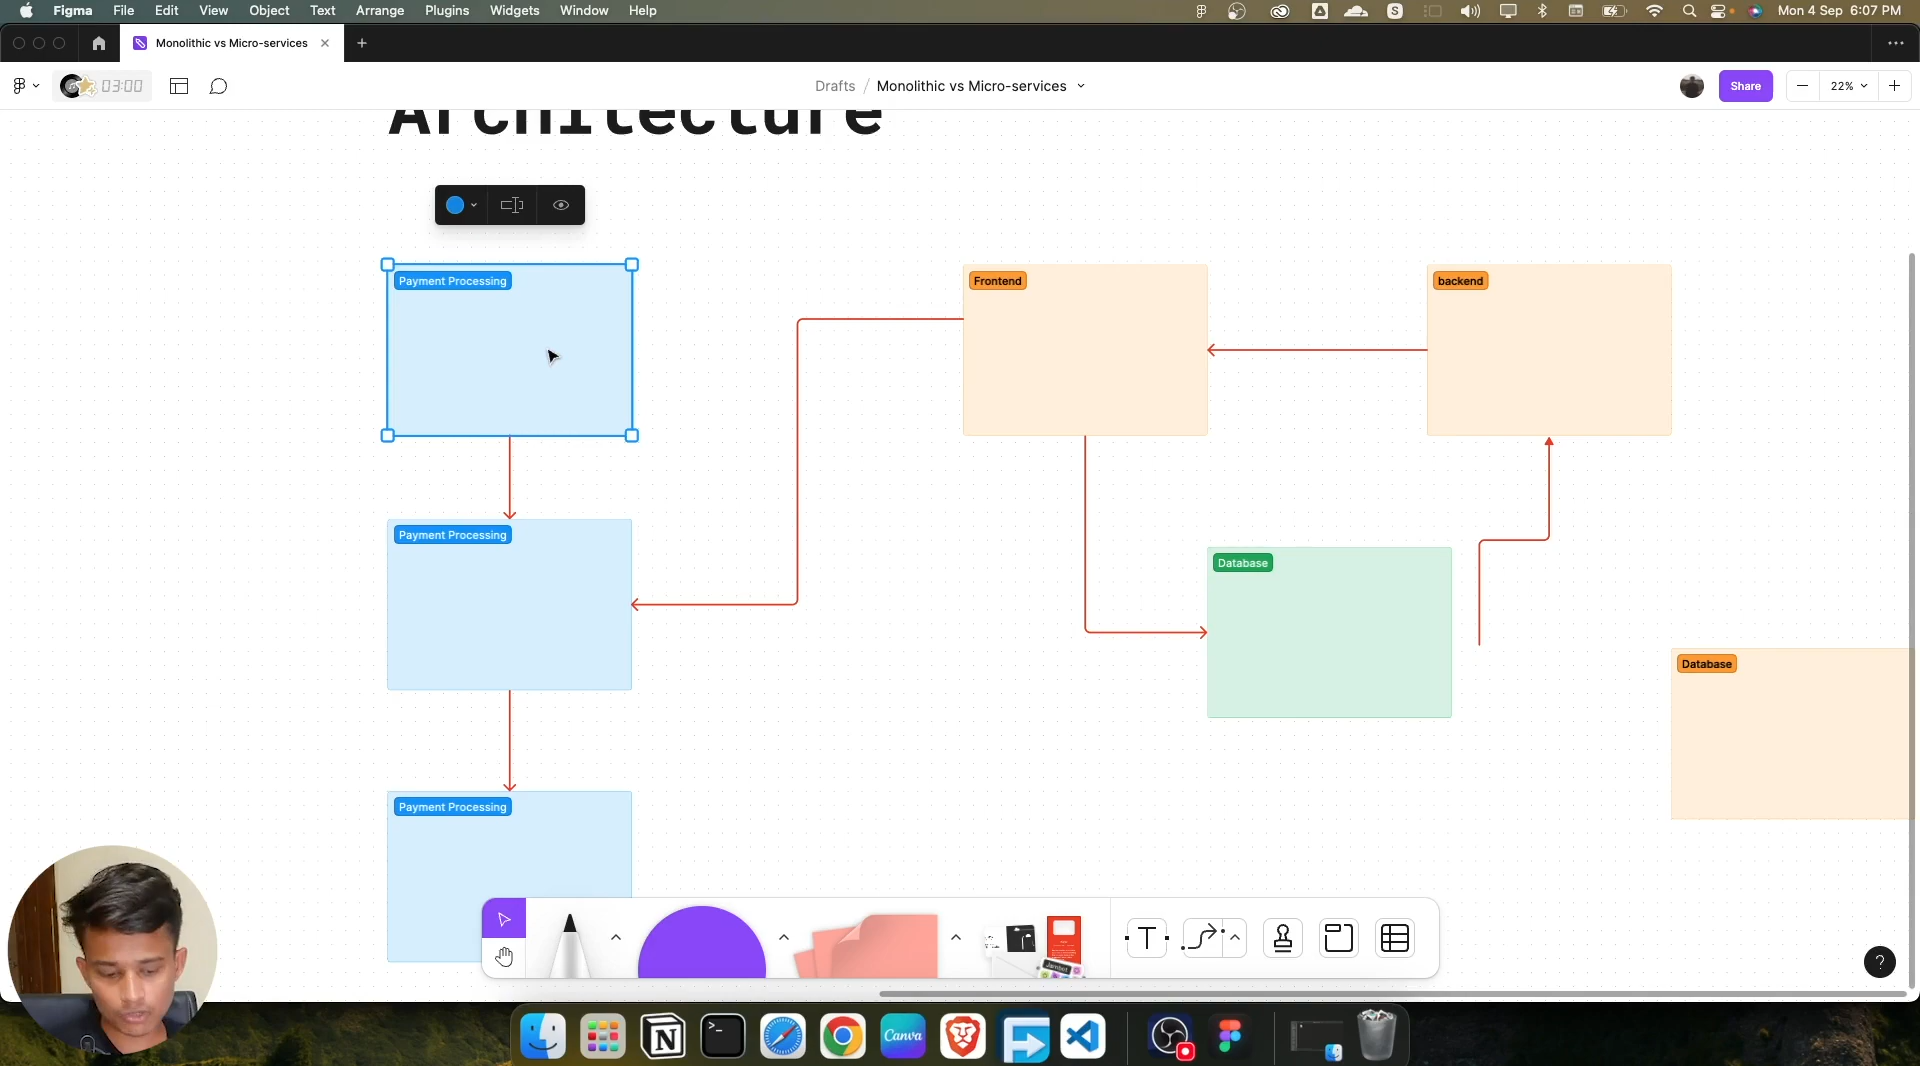 Figma File Edit View Object Text Arrange Plugins Widgets Window Help
S
Mon 4 Sep 6:07 PM
Monolithic vs Micro-services
03:00
Drafts / Monolithic vs Micro-services
Share
22%
Architecture
Payment Processing
Frontend
backend
Payment Processing
Database
Database
Payment Processing
Jambot
T
?
N
Canva